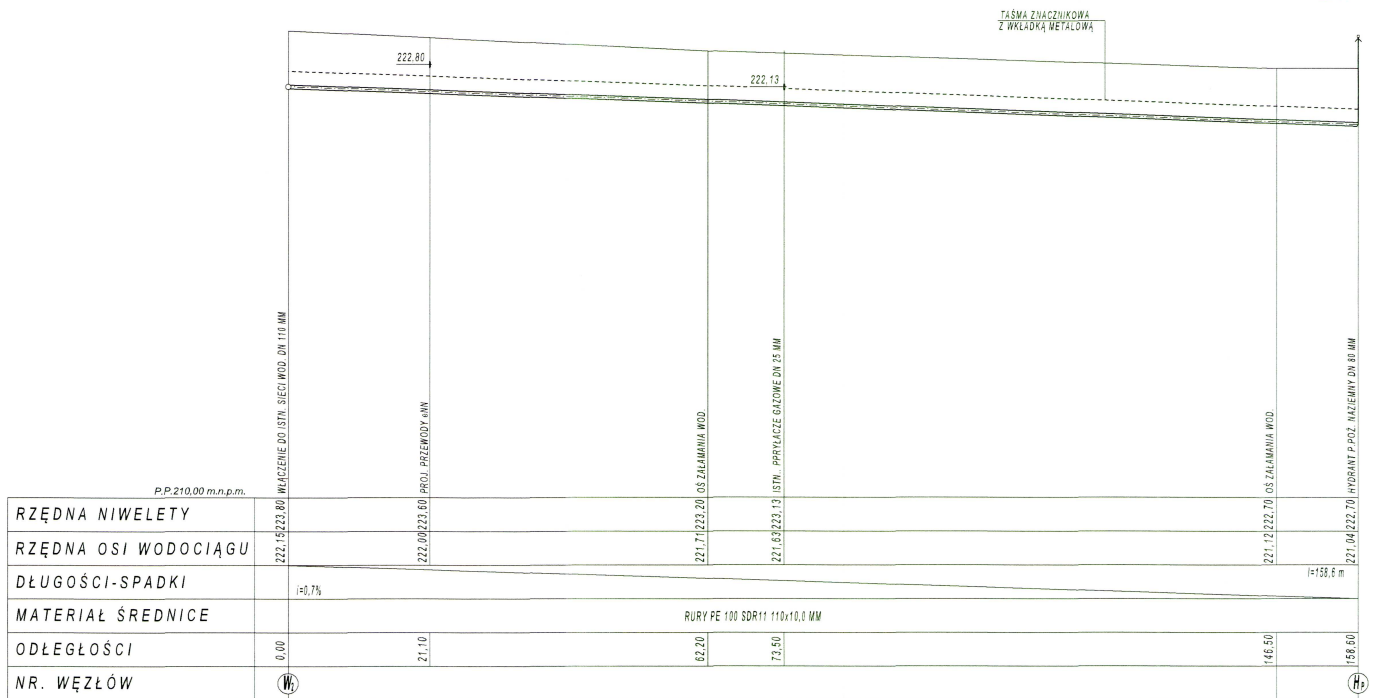 TAŚMA ZNACZNIKOWA
Z WKŁADKĄ METALOWĄ
222,80
222,13
WŁĄCZENIE DO ISTN. SIECI WOD. DN 110 MM
PROJ. PRZEWODY eNN
OŚ ZAŁAMANIA WOD.
ISTN.. PPRYŁĄCZE GAZOWE DN 25 MM
OŚ ZAŁAMANIA WOD.
HYDRANT P.POŻ. NAZIEMNY DN 80 MM
P.P.210,00 m.n.p.m.
RZĘDNA NIWELETY 223,80 223,60 223,20 223,13 222,70 222,70
RZĘDNA OSI WODOCIĄGU 222,15 222,00 221,71 221,63 221,12 221,04
DŁUGOŚCI-SPADKI i=0,7% l=158,6 m
MATERIAŁ ŚREDNICE RURY PE 100 SDR11 110x10,0 MM
ODŁEGŁOŚCI 0,00 21,10 62,20 73,50 146,50 158,60
NR. WĘZŁÓW Hp